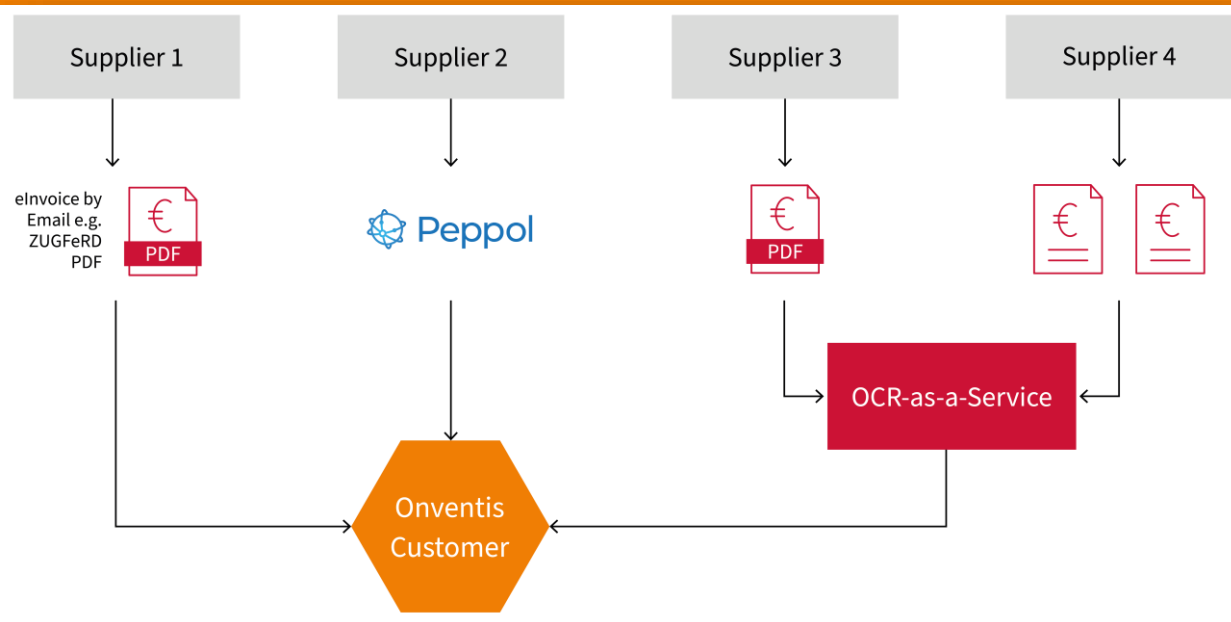 Supplier 1
Supplier 2
Supplier 3
Supplier 4
eInvoice by
Email e.g.
ZUGFeRD
PDF
€
PDF
Peppol
€
PDF
€
€
OCR-as-a-Service
Onventis
Customer